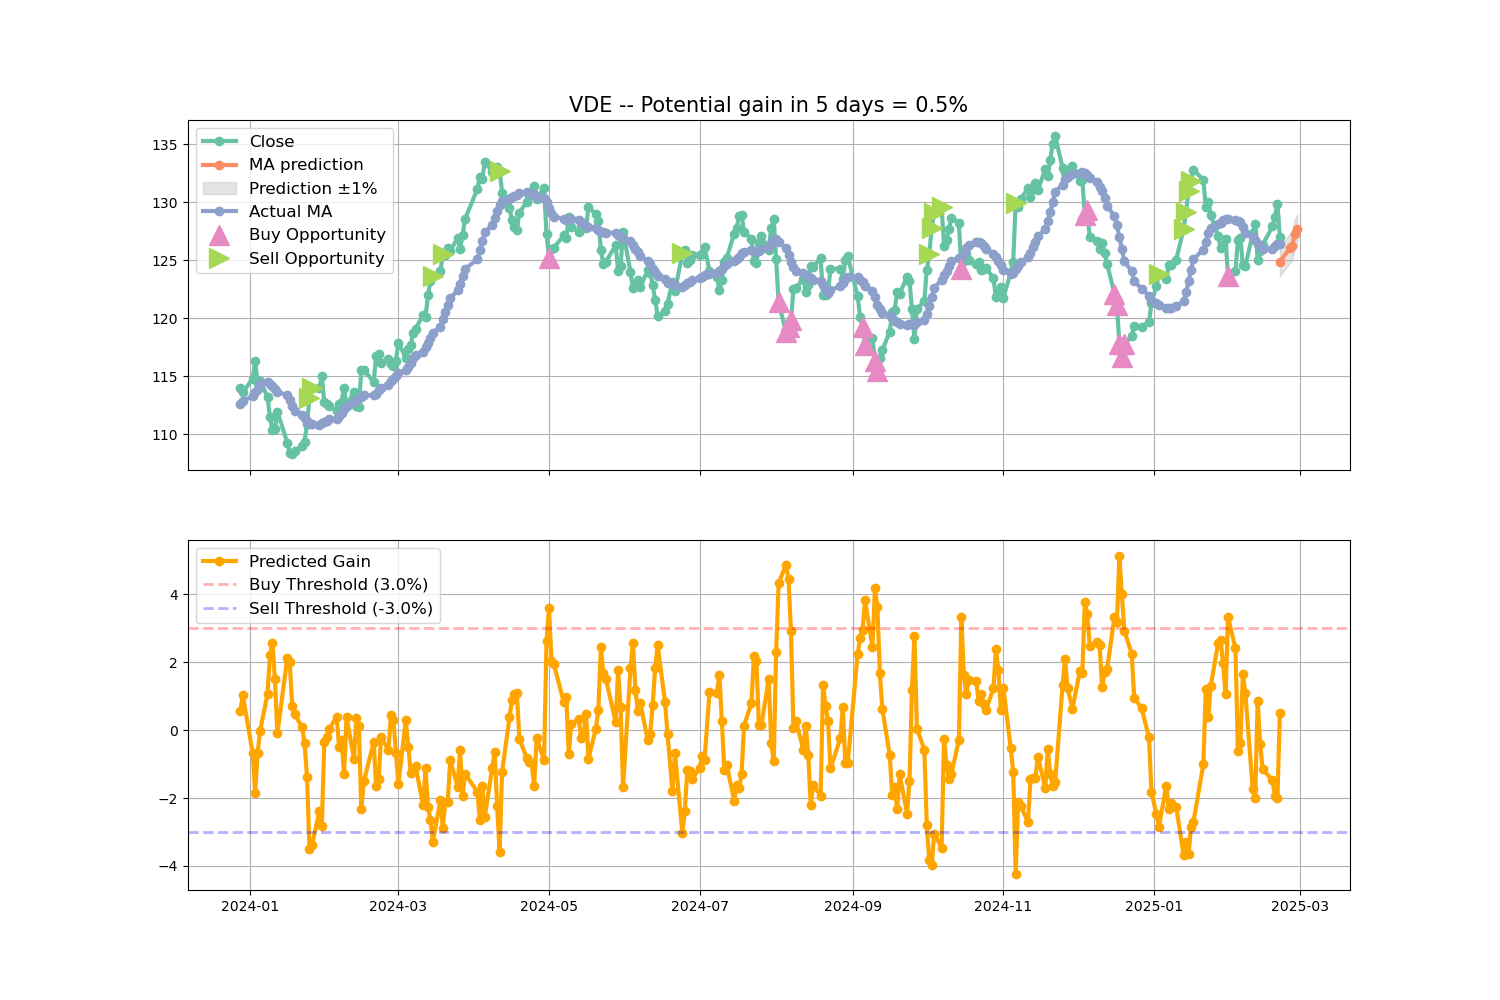 VDE -- Potential gain in 5 days = 0.5%
Close
MA prediction
Prediction ±1%
Actual MA
Buy Opportunity
Sell Opportunity
135
130
125
120
115
110
Predicted Gain
Buy Threshold (3.0%)
Sell Threshold (-3.0%)
4
2
0
−2
−4
2024-01 2024-03 2024-05 2024-07 2024-09 2024-11 2025-01 2025-03